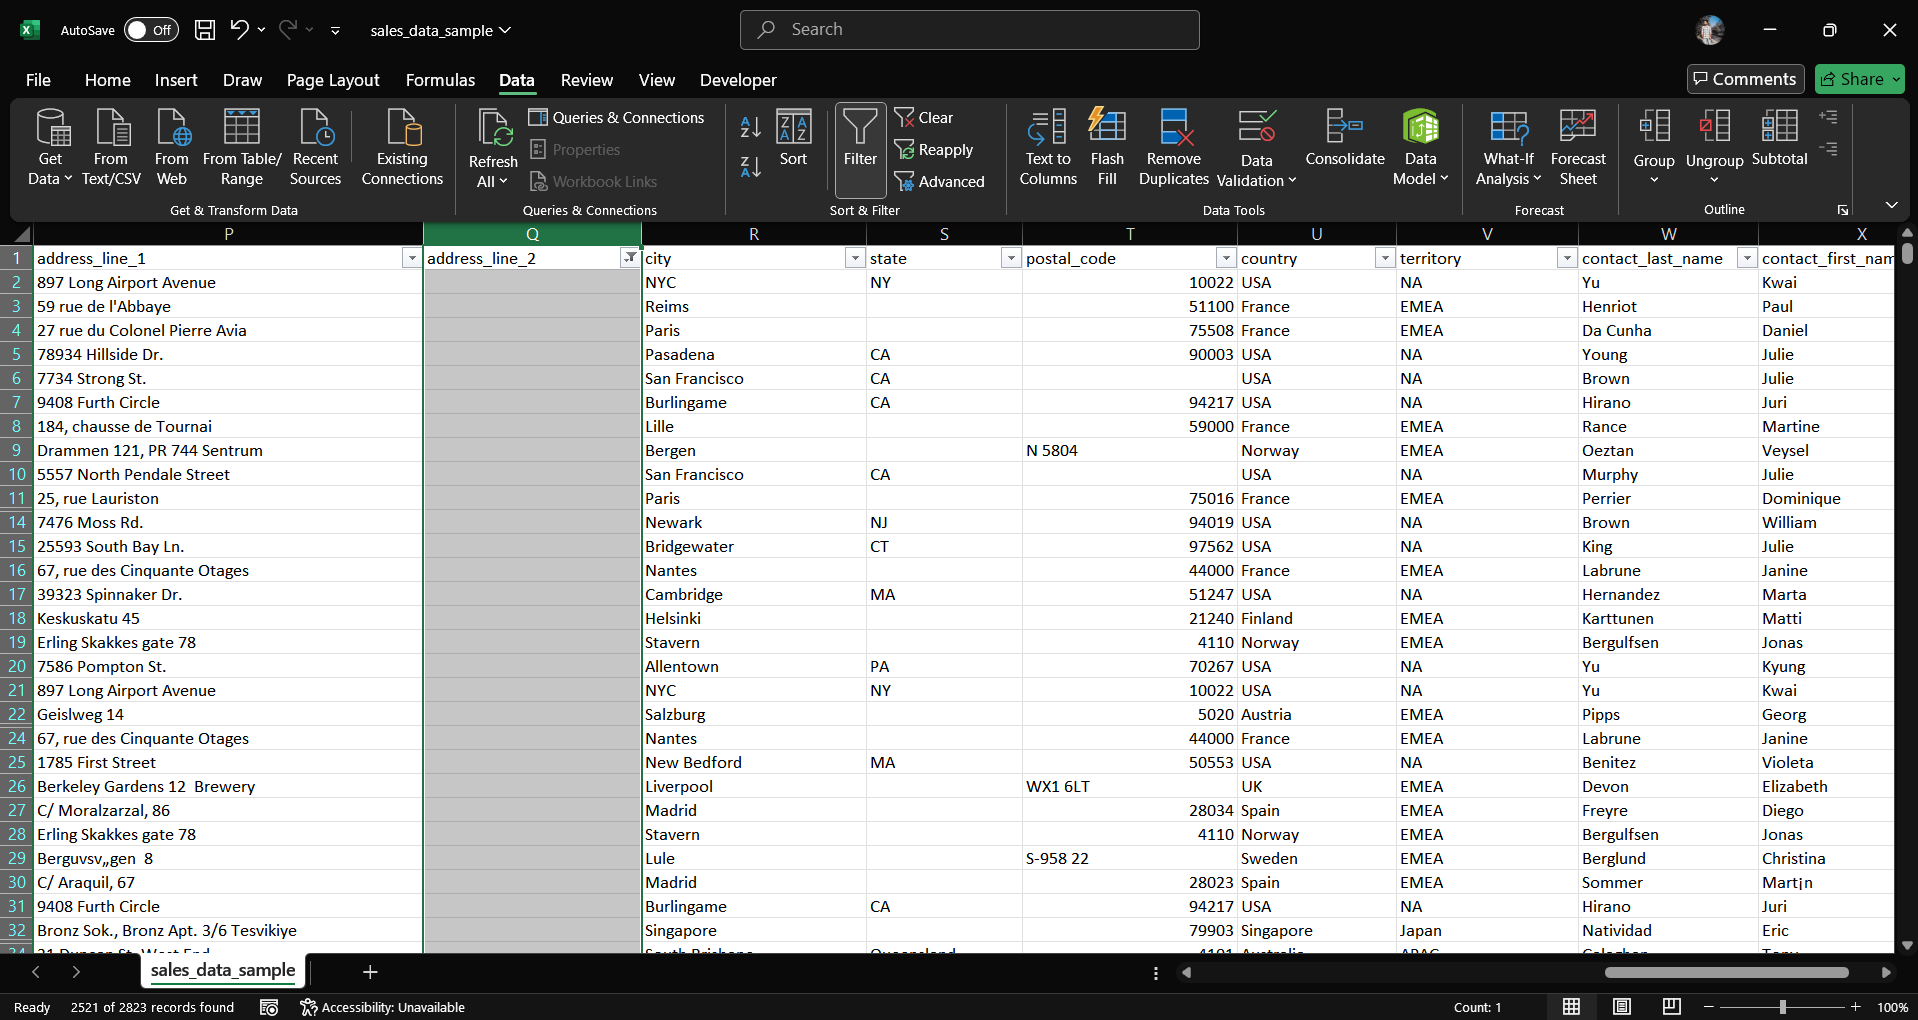 AutoSave Off sales_data_sample Search
File Home Insert Draw Page Layout Formulas Data Review View Developer Comments Share
Get Data
From Text/CSV
From Web
From Table/ Range
Recent Sources
Existing Connections
Get & Transform Data
Refresh All
Queries & Connections
Properties
Workbook Links
Queries & Connections
Sort
Filter
Clear
Reapply
Advanced
Sort & Filter
Text to Columns
Flash Fill
Remove Duplicates
Data Validation
Consolidate
Data Model
Data Tools
What-If Analysis
Forecast Sheet
Forecast
Group
Ungroup
Subtotal
Outline
P Q R S T U V W X
1 address_line_1 address_line_2 city state postal_code country territory contact_last_name contact_first_nam
2 897 Long Airport Avenue NYC NY 10022 USA NA Yu Kwai
3 59 rue de l'Abbaye Reims 51100 France EMEA Henriot Paul
4 27 rue du Colonel Pierre Avia Paris 75508 France EMEA Da Cunha Daniel
5 78934 Hillside Dr. Pasadena CA 90003 USA NA Young Julie
6 7734 Strong St. San Francisco CA USA NA Brown Julie
7 9408 Furth Circle Burlingame CA 94217 USA NA Hirano Juri
8 184, chausse de Tournai Lille 59000 France EMEA Rance Martine
9 Drammen 121, PR 744 Sentrum Bergen N 5804 Norway EMEA Oeztan Veysel
10 5557 North Pendale Street San Francisco CA USA NA Murphy Julie
11 25, rue Lauriston Paris 75016 France EMEA Perrier Dominique
14 7476 Moss Rd. Newark NJ 94019 USA NA Brown William
15 25593 South Bay Ln. Bridgewater CT 97562 USA NA King Julie
16 67, rue des Cinquante Otages Nantes 44000 France EMEA Labrune Janine
17 39323 Spinnaker Dr. Cambridge MA 51247 USA NA Hernandez Marta
18 Keskuskatu 45 Helsinki 21240 Finland EMEA Karttunen Matti
19 Erling Skakkes gate 78 Stavern 4110 Norway EMEA Bergulfsen Jonas
20 7586 Pompton St. Allentown PA 70267 USA NA Yu Kyung
21 897 Long Airport Avenue NYC NY 10022 USA NA Yu Kwai
22 Geislweg 14 Salzburg 5020 Austria EMEA Pipps Georg
24 67, rue des Cinquante Otages Nantes 44000 France EMEA Labrune Janine
25 1785 First Street New Bedford MA 50553 USA NA Benitez Violeta
26 Berkeley Gardens 12  Brewery Liverpool WX1 6LT UK EMEA Devon Elizabeth
27 C/ Moralzarzal, 86 Madrid 28034 Spain EMEA Freyre Diego
28 Erling Skakkes gate 78 Stavern 4110 Norway EMEA Bergulfsen Jonas
29 Berguvsv„gen  8 Lule S-958 22 Sweden EMEA Berglund Christina
30 C/ Araquil, 67 Madrid 28023 Spain EMEA Sommer Mart¡n
31 9408 Furth Circle Burlingame CA 94217 USA NA Hirano Juri
32 Bronz Sok., Bronz Apt. 3/6 Tesvikiye Singapore 79903 Singapore Japan Natividad Eric
sales_data_sample
Ready 2521 of 2823 records found Accessibility: Unavailable Count: 1 100%